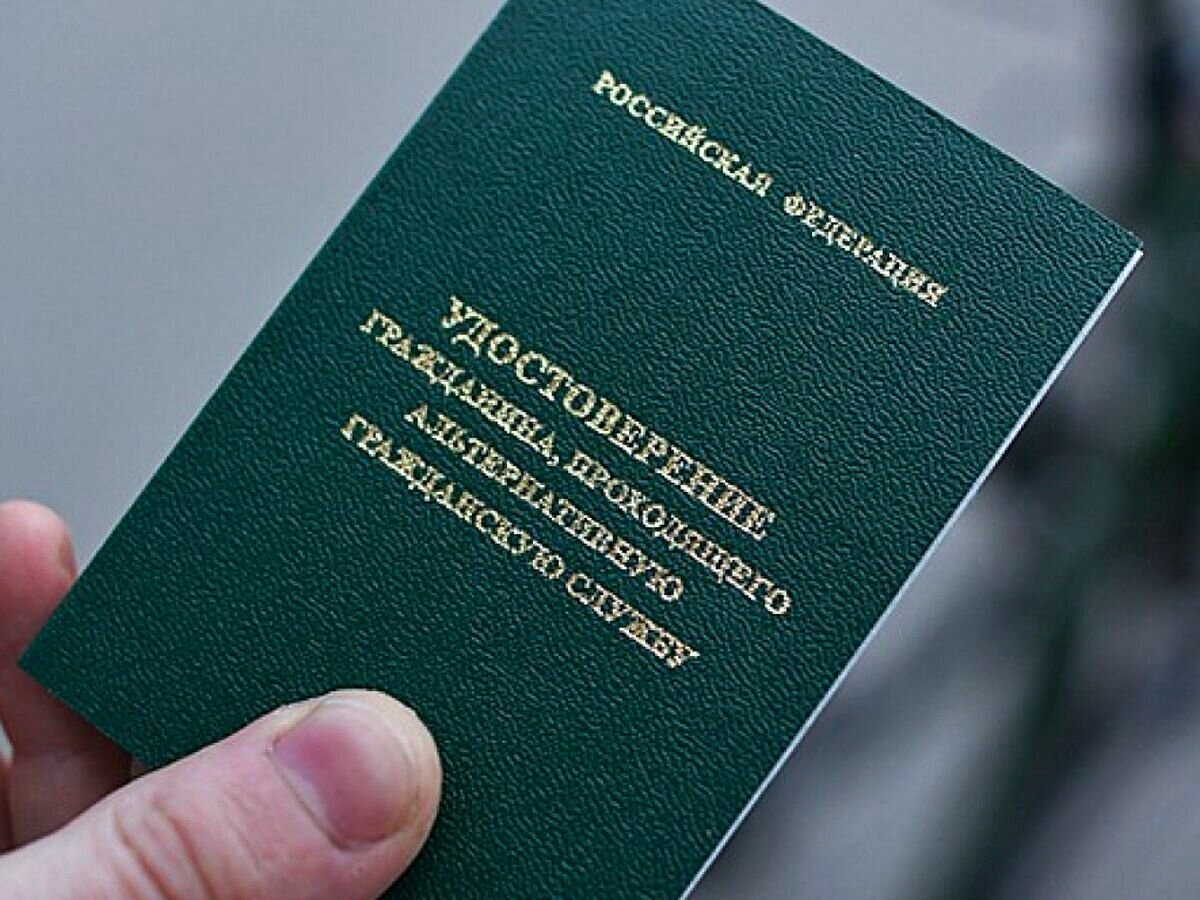 РОССИЙСКАЯ ФЕДЕРАЦИЯ
УДОСТОВЕРЕНИЕ
ГРАЖДАНИНА, ПРОХОДЯЩЕГО
АЛЬТЕРНАТИВНУЮ
ГРАЖДАНСКУЮ СЛУЖБУ